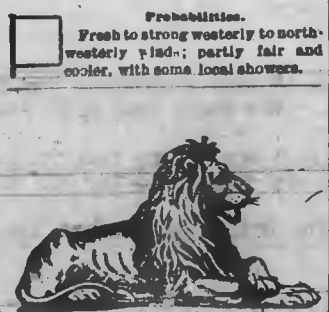 Probabilities.
Fresh to strong westerly to north-
westerly winds; partly fair and
cooler, with some local showers.